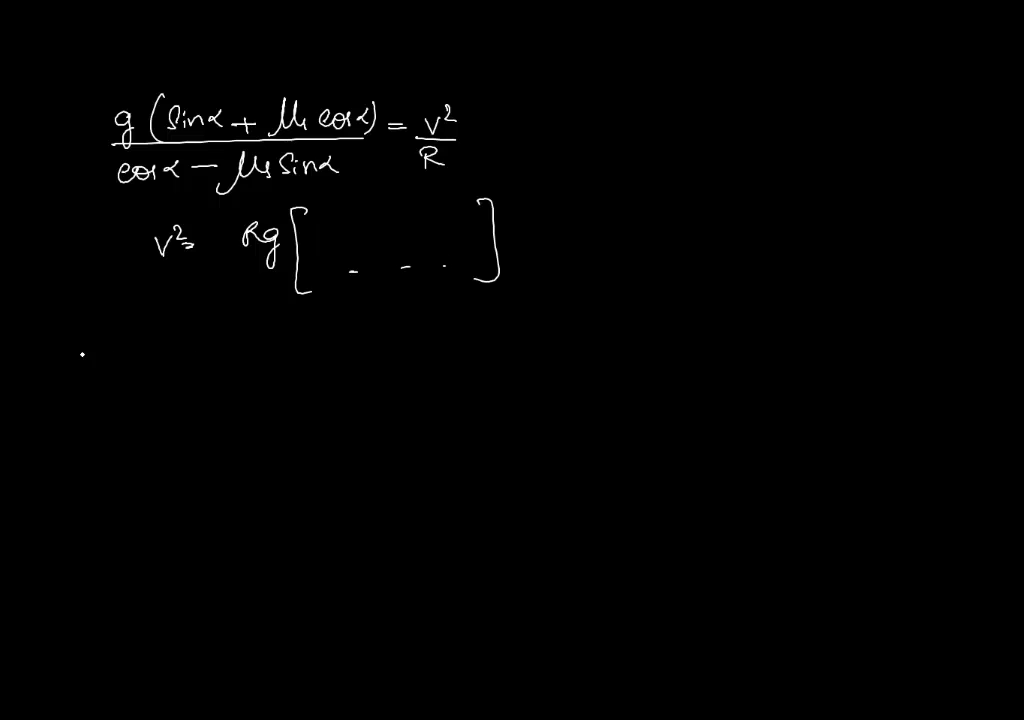 g (sinα + μs cosα) / cosα − μs sinα = v² / R
v² = Rg [ - - . ]